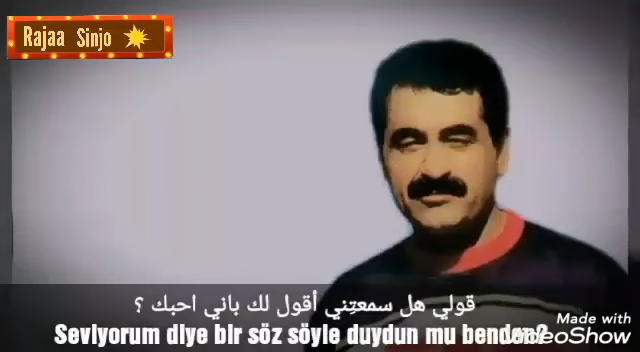 Rajaa Sinjo
قولي هل سمعتِني أقول لك باني احبك ؟
Seviyorum diye bir söz söyle duydun mu benden?
Made with
VideoShow